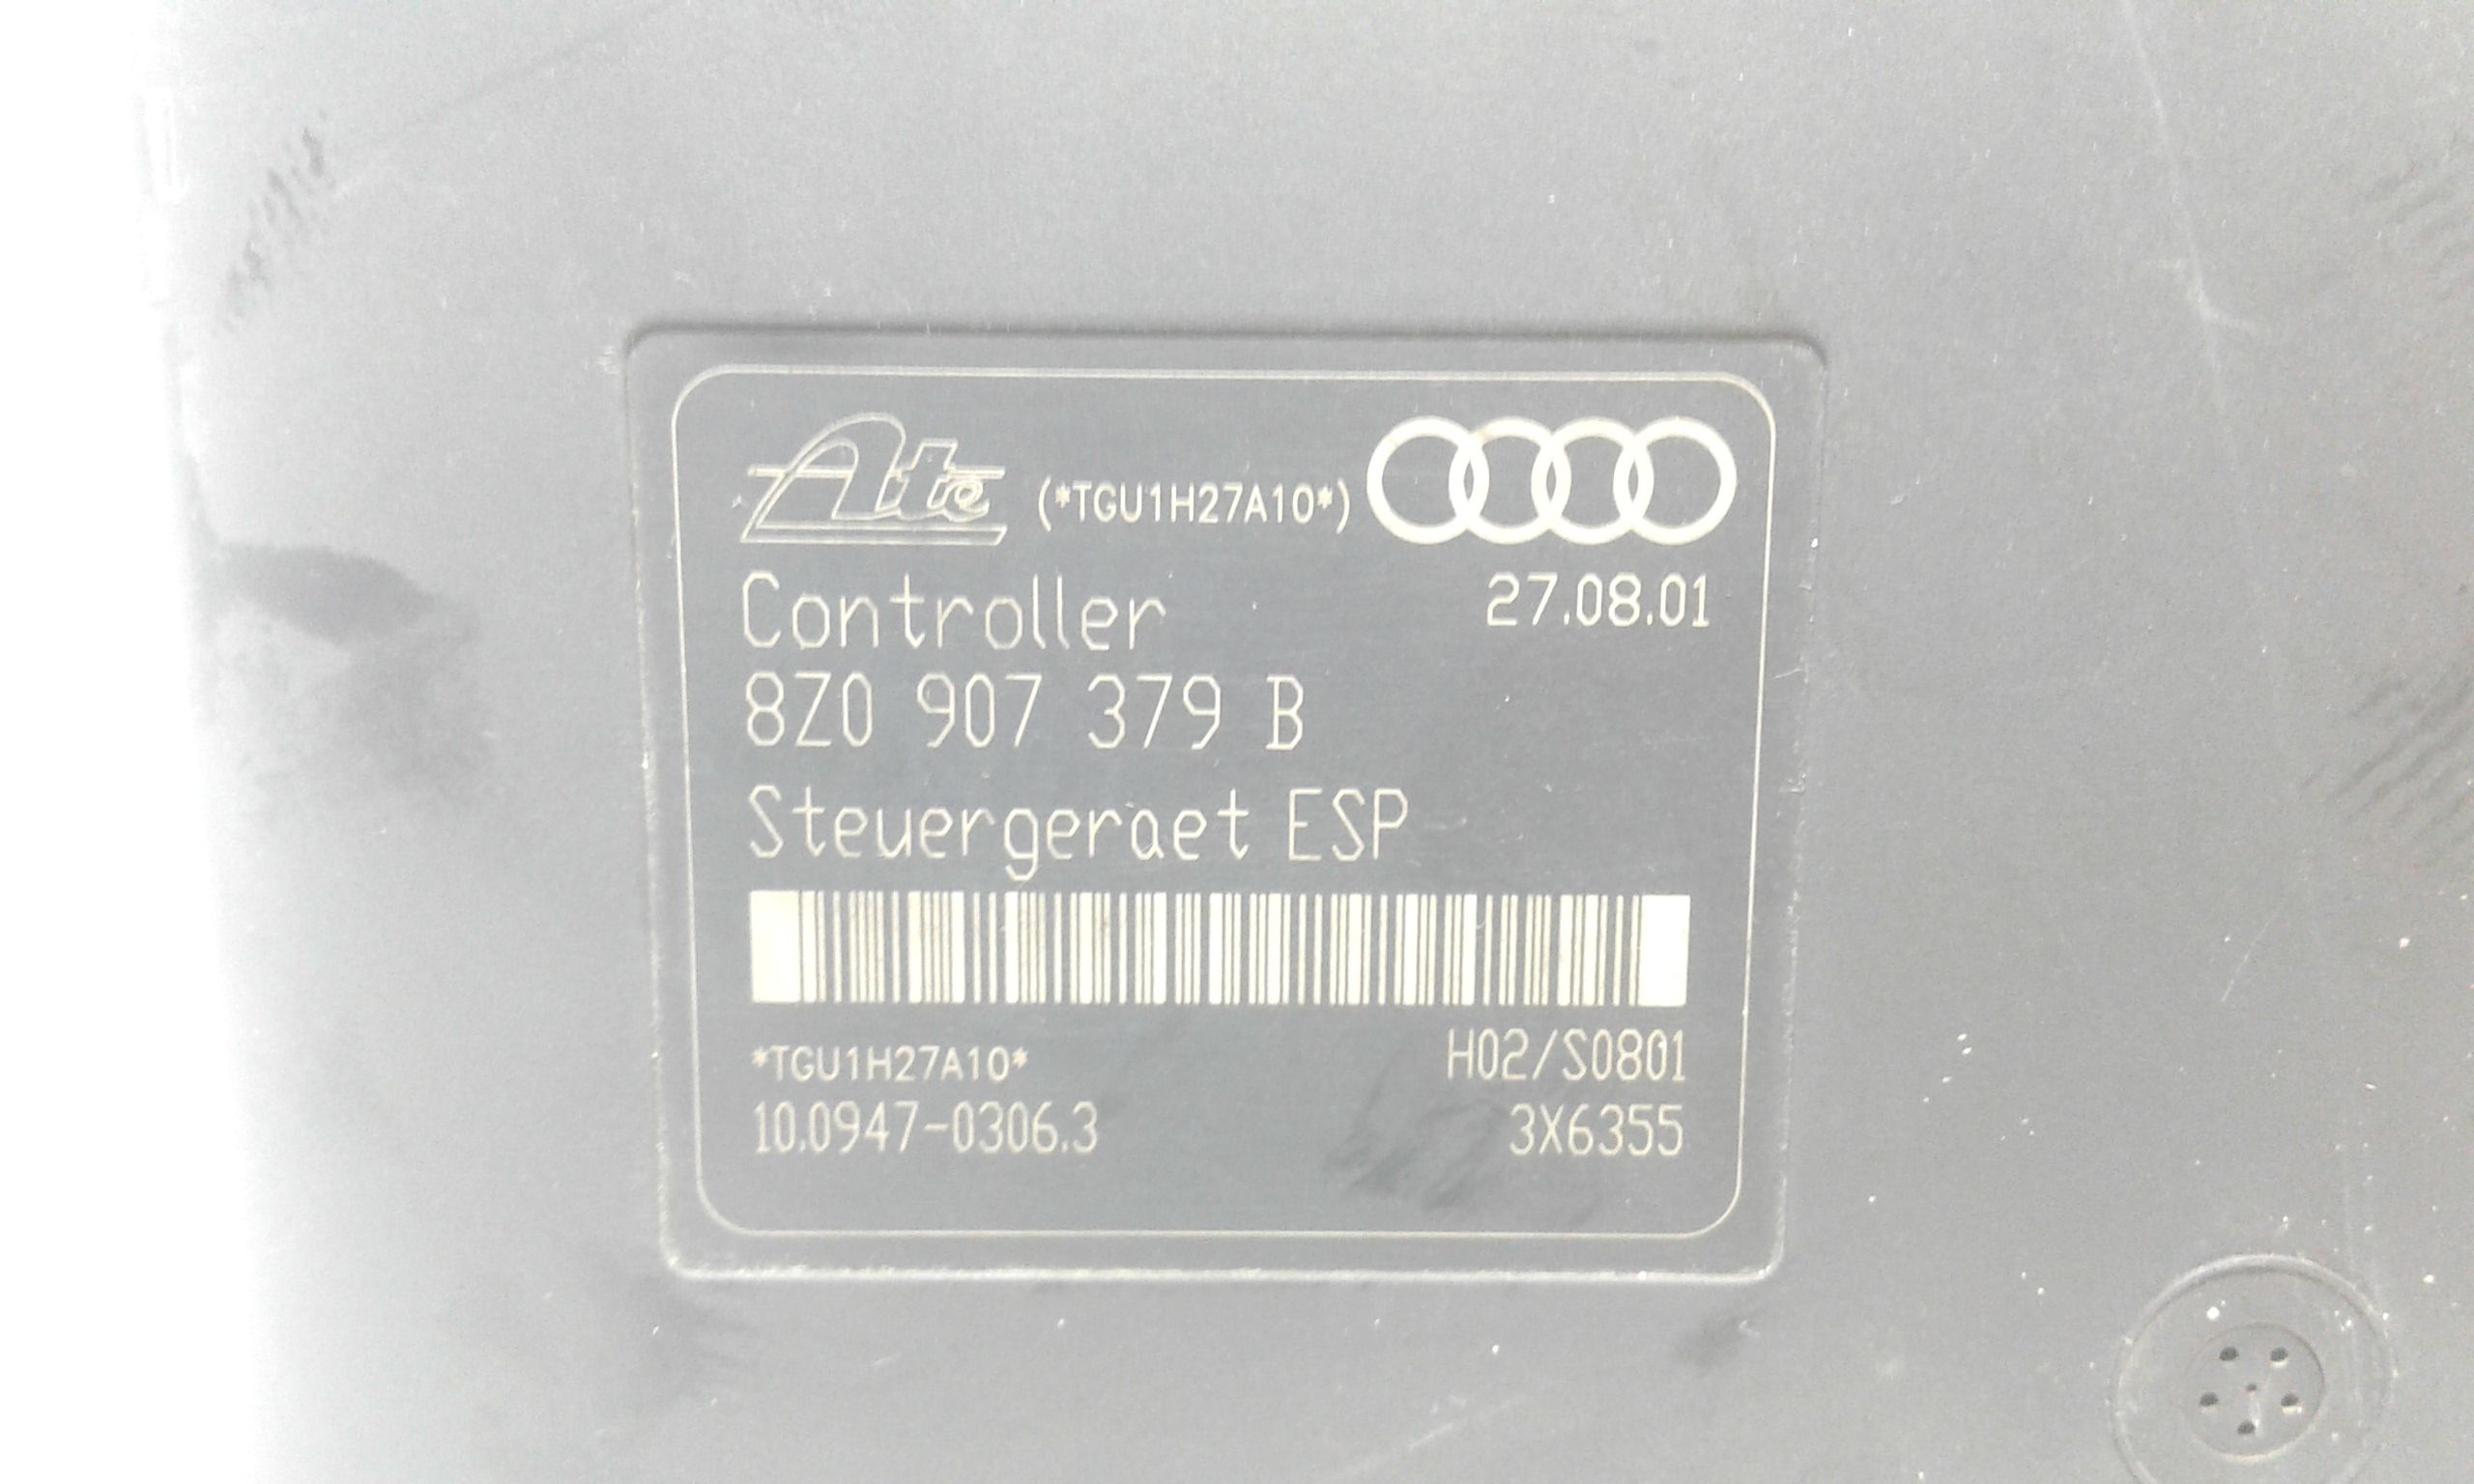 Ate (*TGU1H27A10*)
Controller 27.08.01
8Z0 907 379 B
Steuergeraet ESP
*TGU1H27A10* H02/S0801
10.0947-0306.3 3X6355